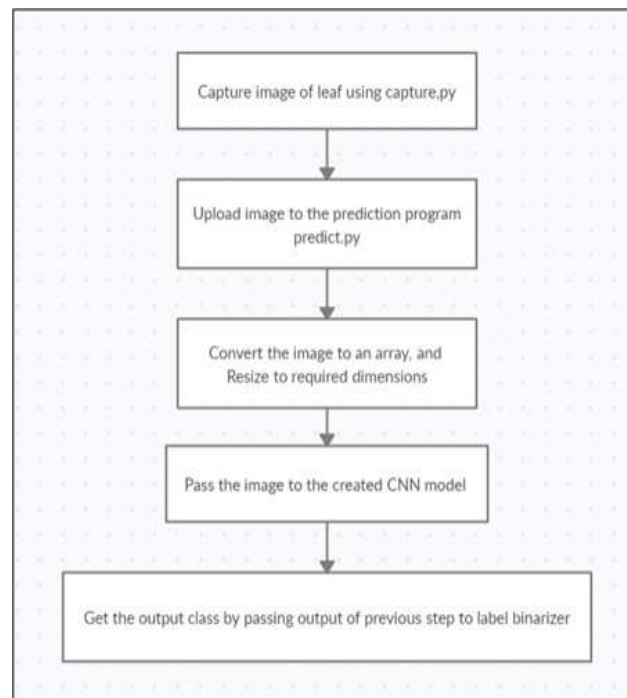 Capture image of leaf using capture.py
Upload image to the prediction program
predict.py
Convert the image to an array, and
Resize to required dimensions
Pass the image to the created CNN model
Get the output class by passing output of previous step to label binarizer